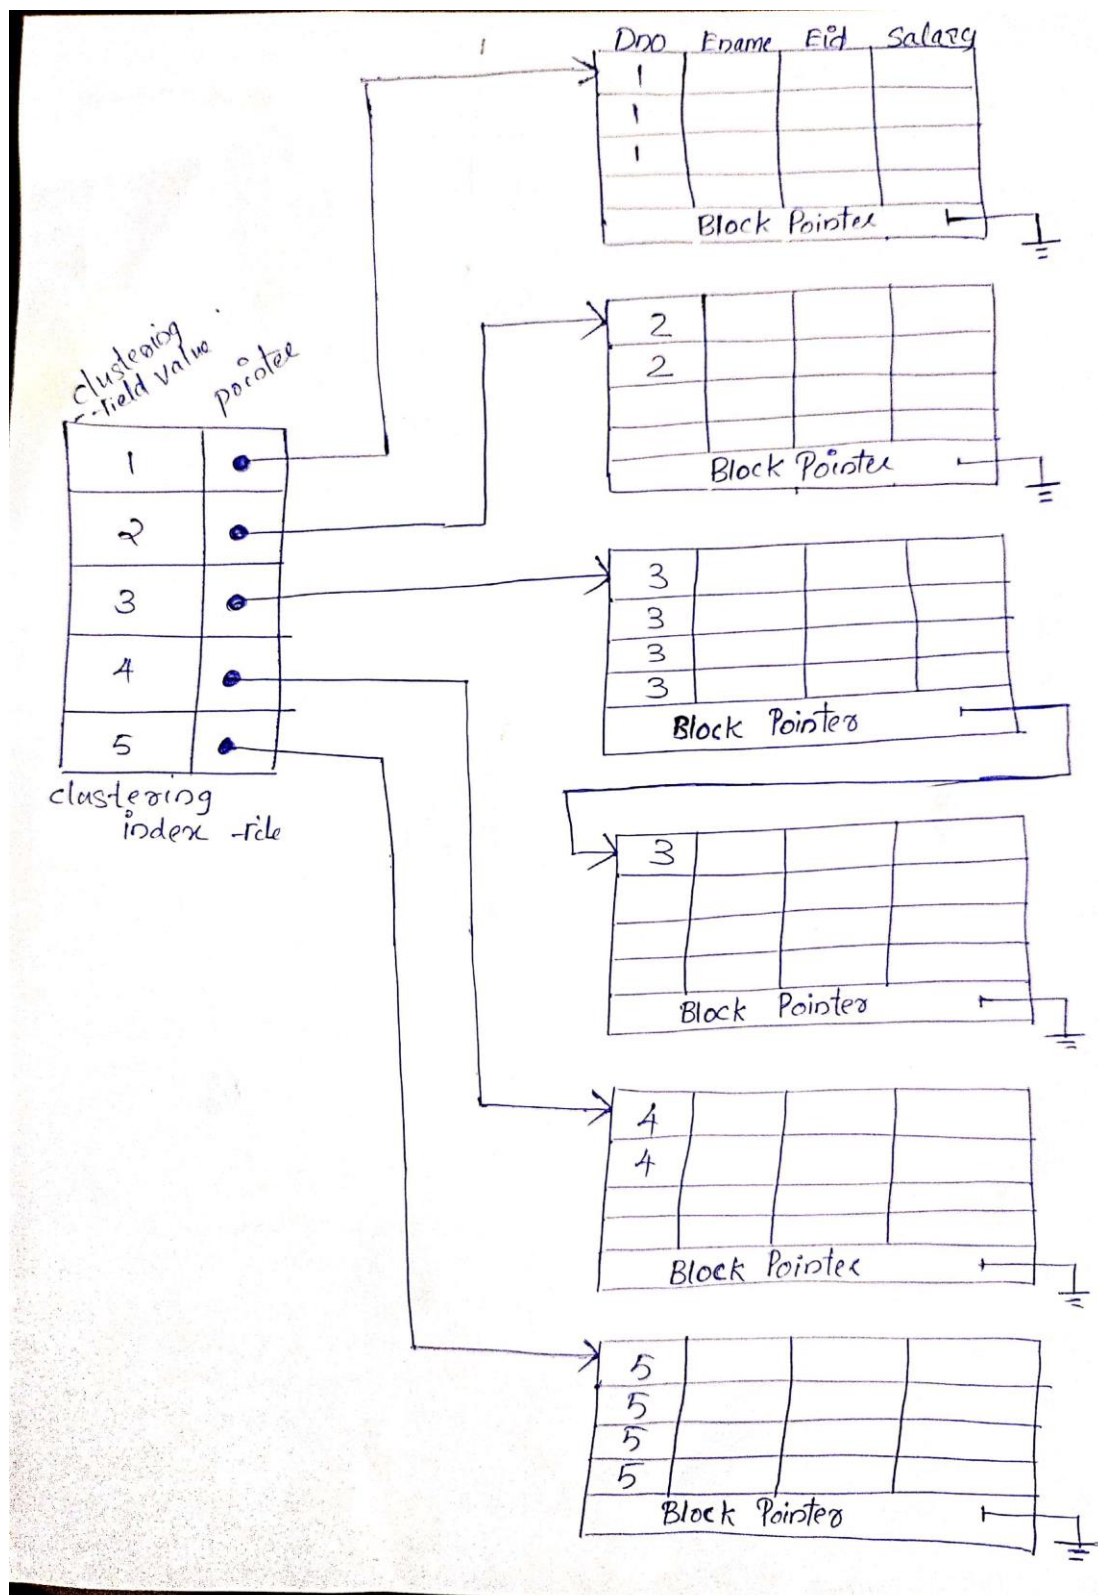 1
Dno Ename Eid Salary
1
1
1
Block Pointer
clustering
field value
pointer
2
2
Block Pointer
1
2
3
4
5
clustering
index file
3
3
3
3
Block Pointer
3
Block Pointer
4
4
Block Pointer
5
5
5
5
Block Pointer